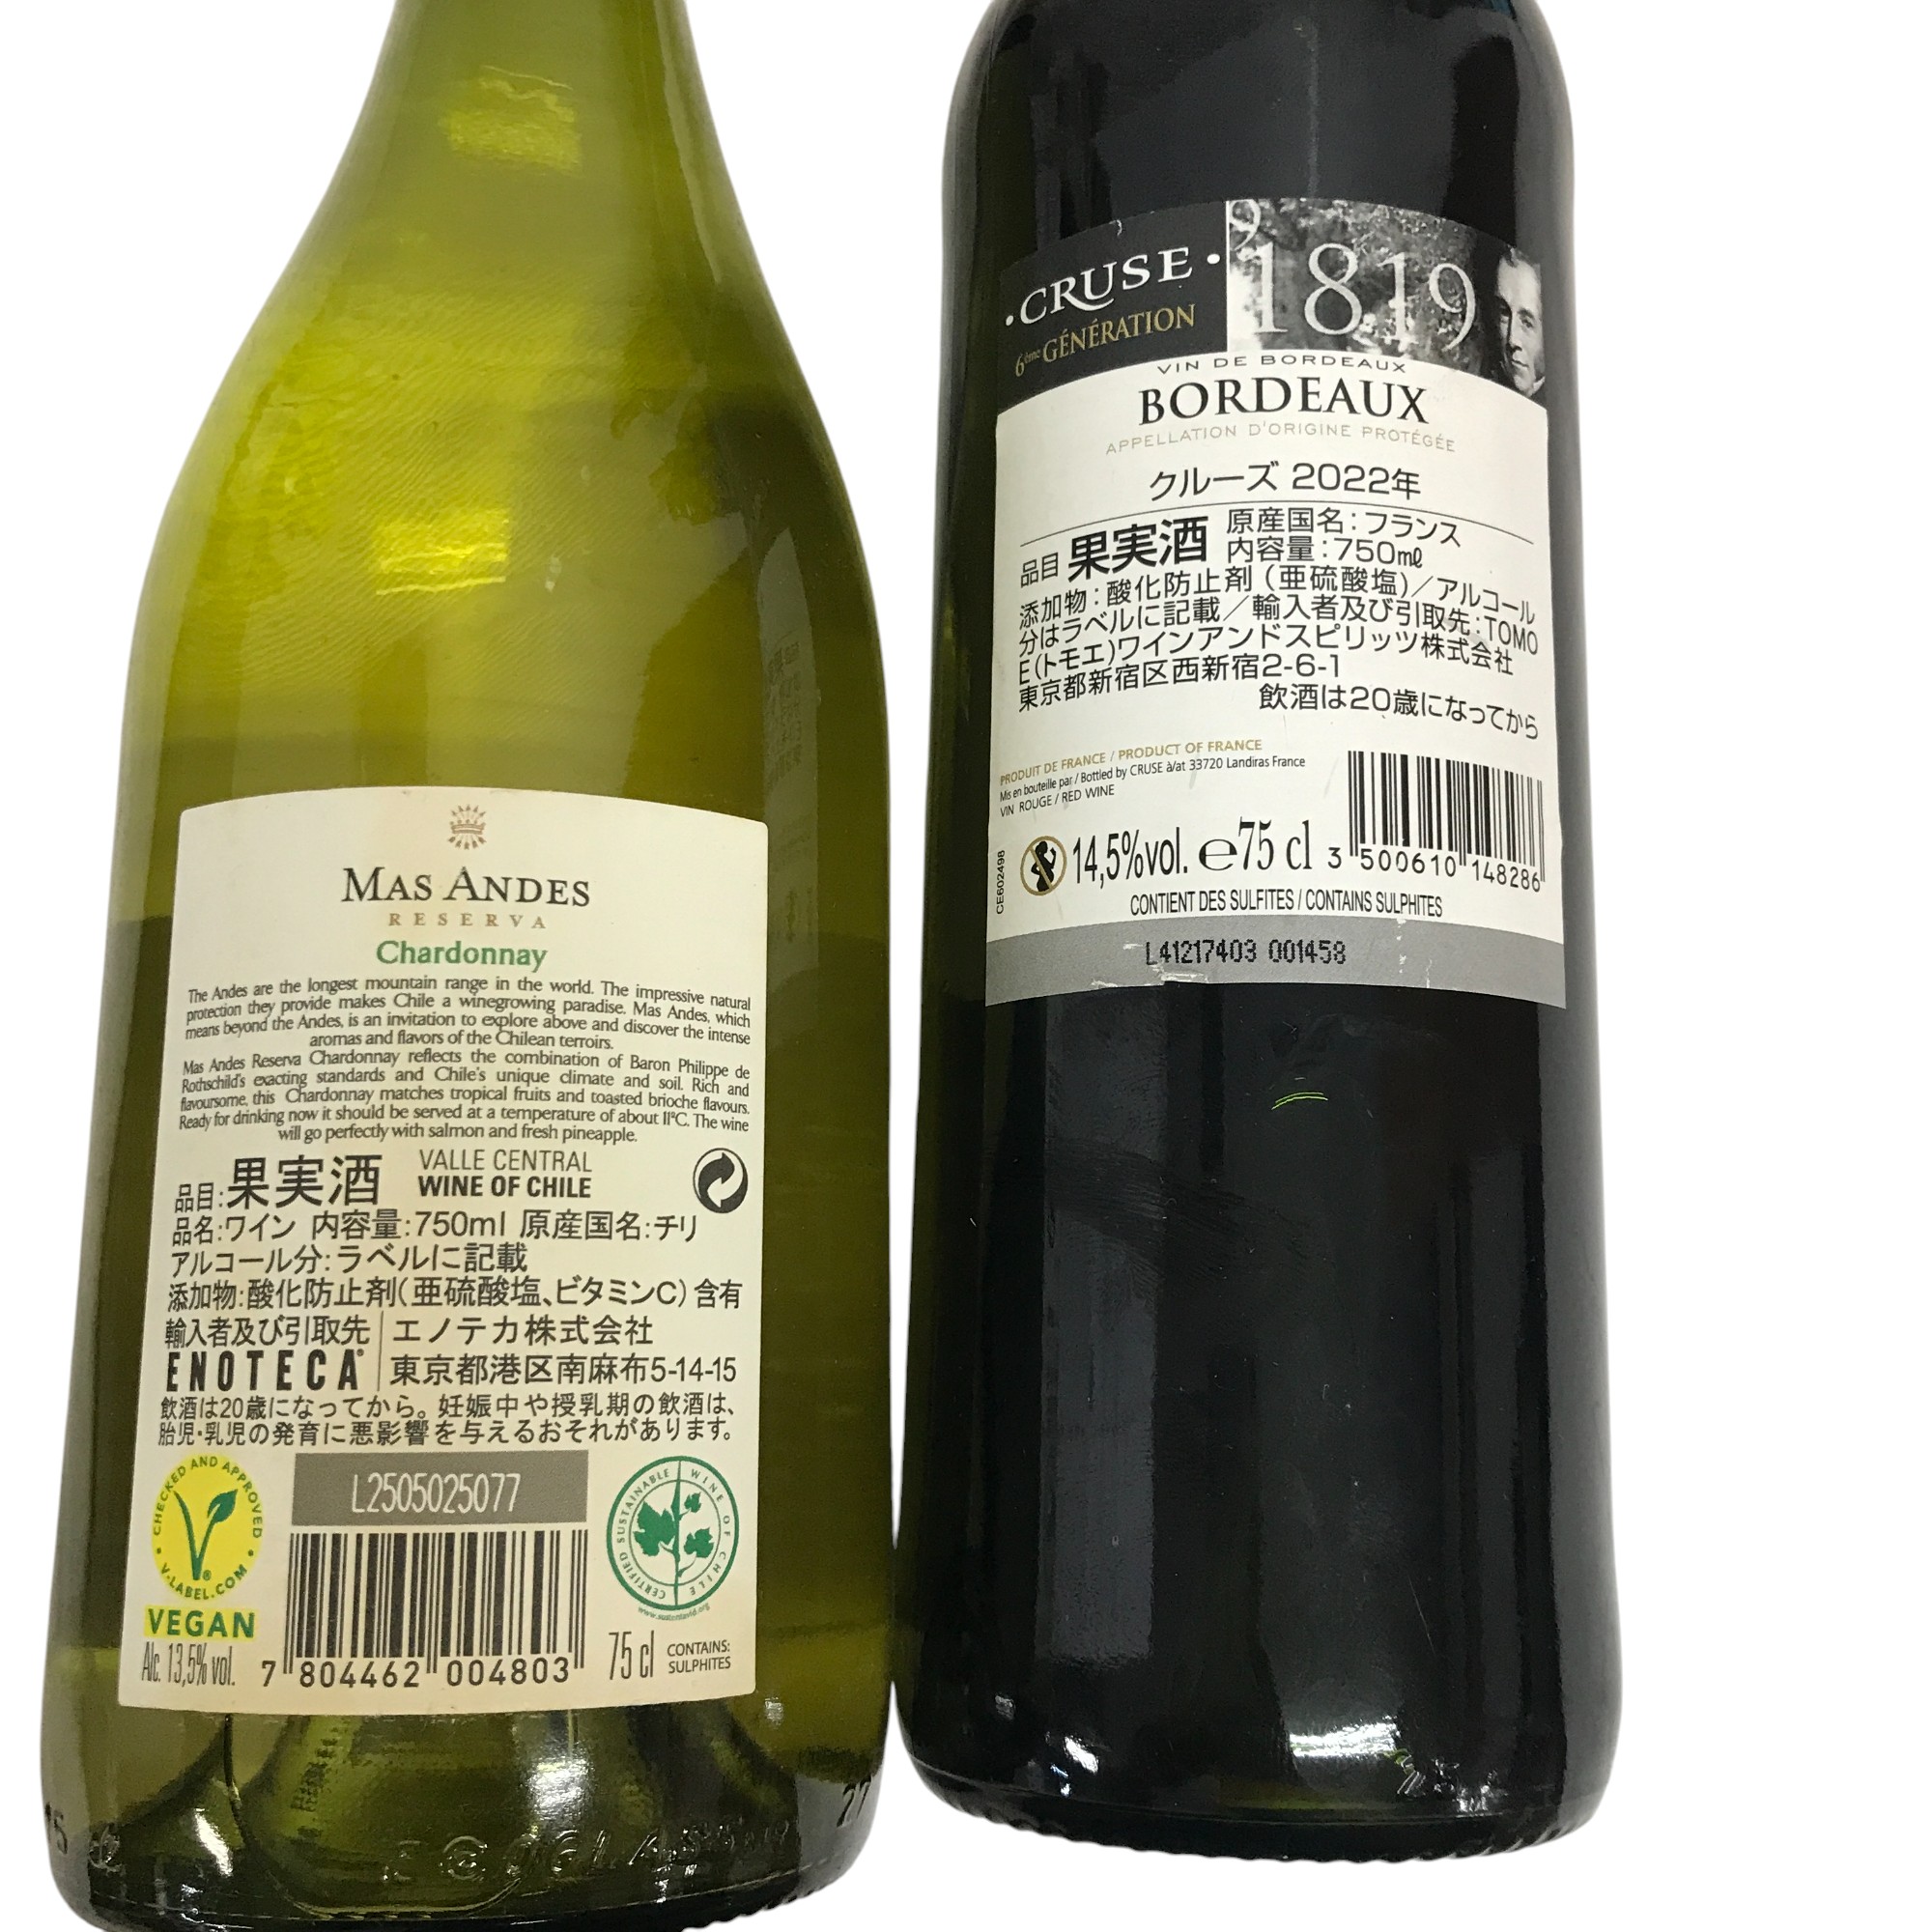 MAS ANDES
RESERVA
Chardonnay
The Andes are the longest mountain range in the world. The impressive natural
protection they provide makes Chile a winegrowing paradise. Mas Andes, which
means beyond the Andes, is an invitation to explore above and discover the intense
aromas and flavors of the Chilean terroirs.
Mas Andes Reserva Chardonnay reflects the combination of Baron Philippe de
Rothschild's exacting standards and Chile's unique climate and soil. Rich and
flavoursome, this Chardonnay matches tropical fruits and toasted brioche flavours.
Ready for drinking now it should be served at a temperature of about 11°C. The wine
will go perfectly with salmon and fresh pineapple.
品目:果実酒
VALLE CENTRAL
WINE OF CHILE
品名:ワイン 内容量:750ml 原産国名:チリ
アルコール分:ラベルに記載
添加物:酸化防止剤(亜硫酸塩、ビタミンC)含有
輸入者及び引取先 エノテカ株式会社
ENOTECA® 東京都港区南麻布5-14-15
飲酒は20歳になってから。妊娠中や授乳期の飲酒は、
胎児・乳児の発育に悪影響を与えるおそれがあります。
CHECKED AND APPROVED • V-LABEL.COM •
VEGAN
L2505025077
CERTIFIED SUSTAINABLE WINE OF CHILE
Alc. 13,5% vol.
7 804462 004803
75 cl
CONTAINS:
SULPHITES
27
•CRUSE•
6ème GÉNÉRATION
1819
VIN DE BORDEAUX
BORDEAUX
APPELLATION D'ORIGINE PROTÉGÉE
クルーズ 2022年
品目 果実酒 原産国名:フランス
内容量:750㎖
添加物:酸化防止剤(亜硫酸塩)/アルコール
分はラベルに記載/輸入者及び引取先:TOMO
E(トモエ)ワインアンドスピリッツ株式会社
東京都新宿区西新宿2-6-1
飲酒は20歳になってから
PRODUIT DE FRANCE / PRODUCT OF FRANCE
Mis en bouteille par / Bottled by CRUSE à/at 33720 Landiras France
VIN ROUGE / RED WINE
CE602498
14,5%vol. e75 cl
3 500610 148286
CONTIENT DES SULFITES / CONTAINS SULPHITES
L41217403 001458